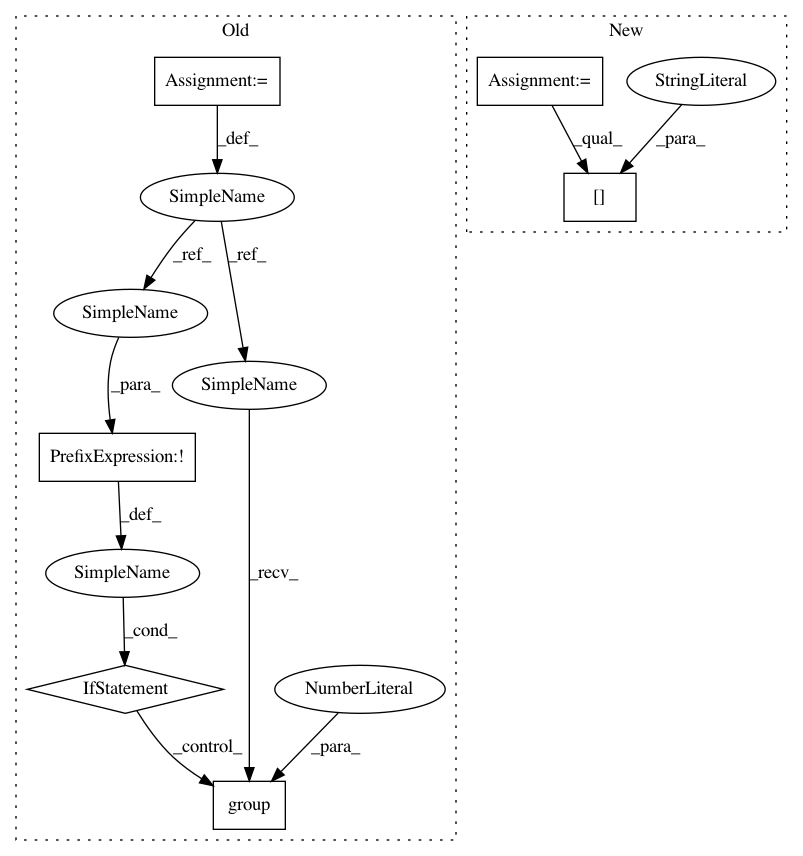 Old
New
Assignment:=
Assignment:=
StringLiteral
_def_
_qual_
_para_
SimpleName
[]
_ref_
_ref_
SimpleName
SimpleName
_para_
PrefixExpression:!
_def_
SimpleName
_recv_
_cond_
IfStatement
NumberLiteral
_control_
_para_
group